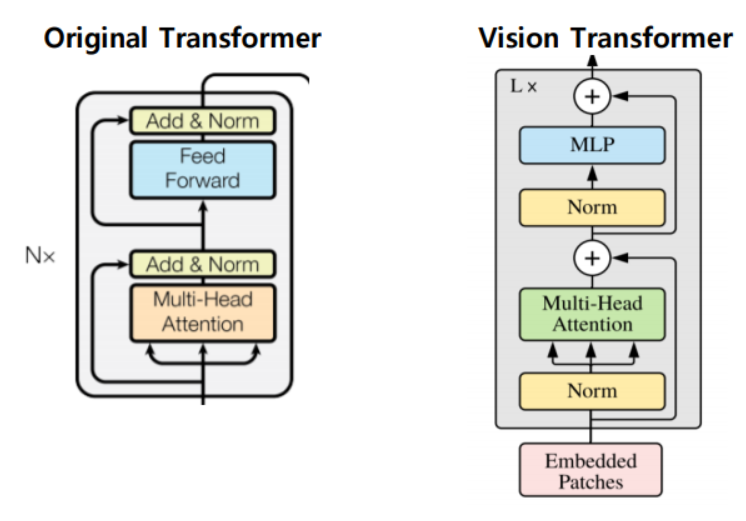 Original Transformer
Add & Norm
Feed
Forward
Nx
Add & Norm
Multi-Head
Attention
Vision Transformer
L x
+
MLP
Norm
+
Multi-Head
Attention
Norm
Embedded
Patches